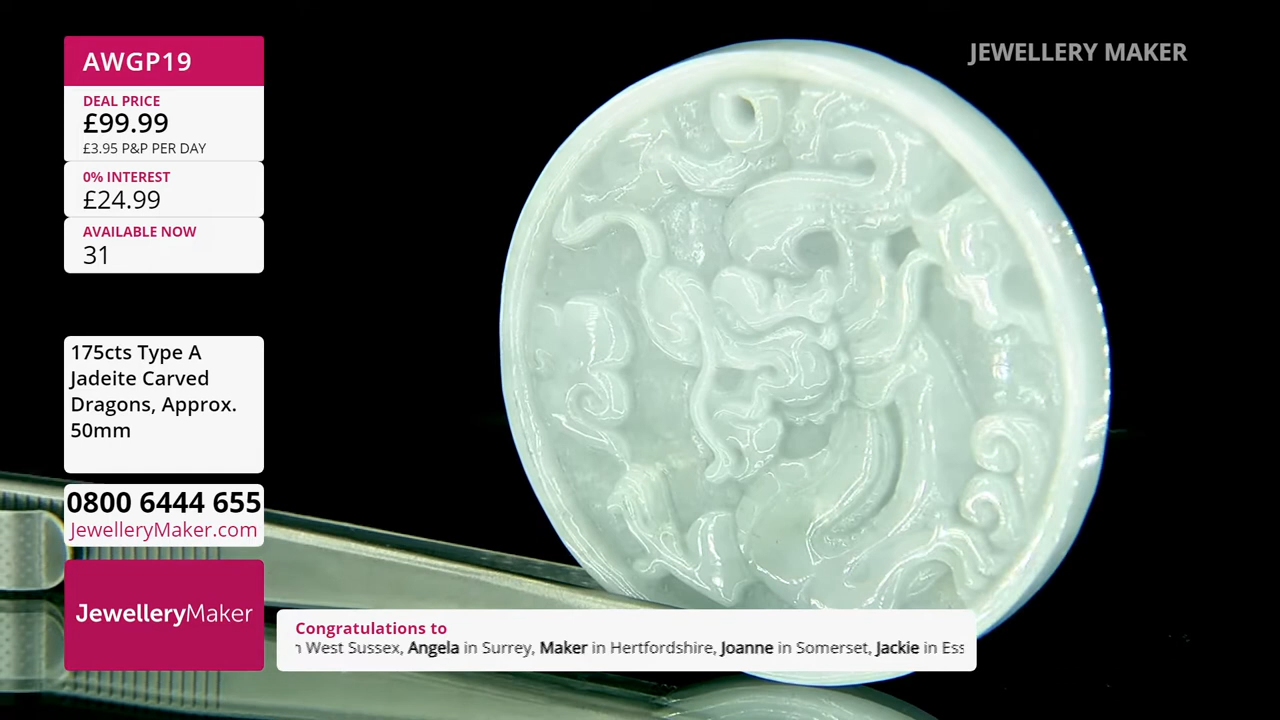 AWGP19
DEAL PRICE
£99.99
£3.95 P&P PER DAY
0% INTEREST
£24.99
AVAILABLE NOW
31
175cts Type A
Jadeite Carved
Dragons, Approx.
50mm
0800 6444 655
JewelleryMaker.com
JewelleryMaker
JEWELLERY MAKER
Congratulations to
West Sussex, Angela in Surrey, Maker in Hertfordshire, Joanne in Somerset, Jackie in